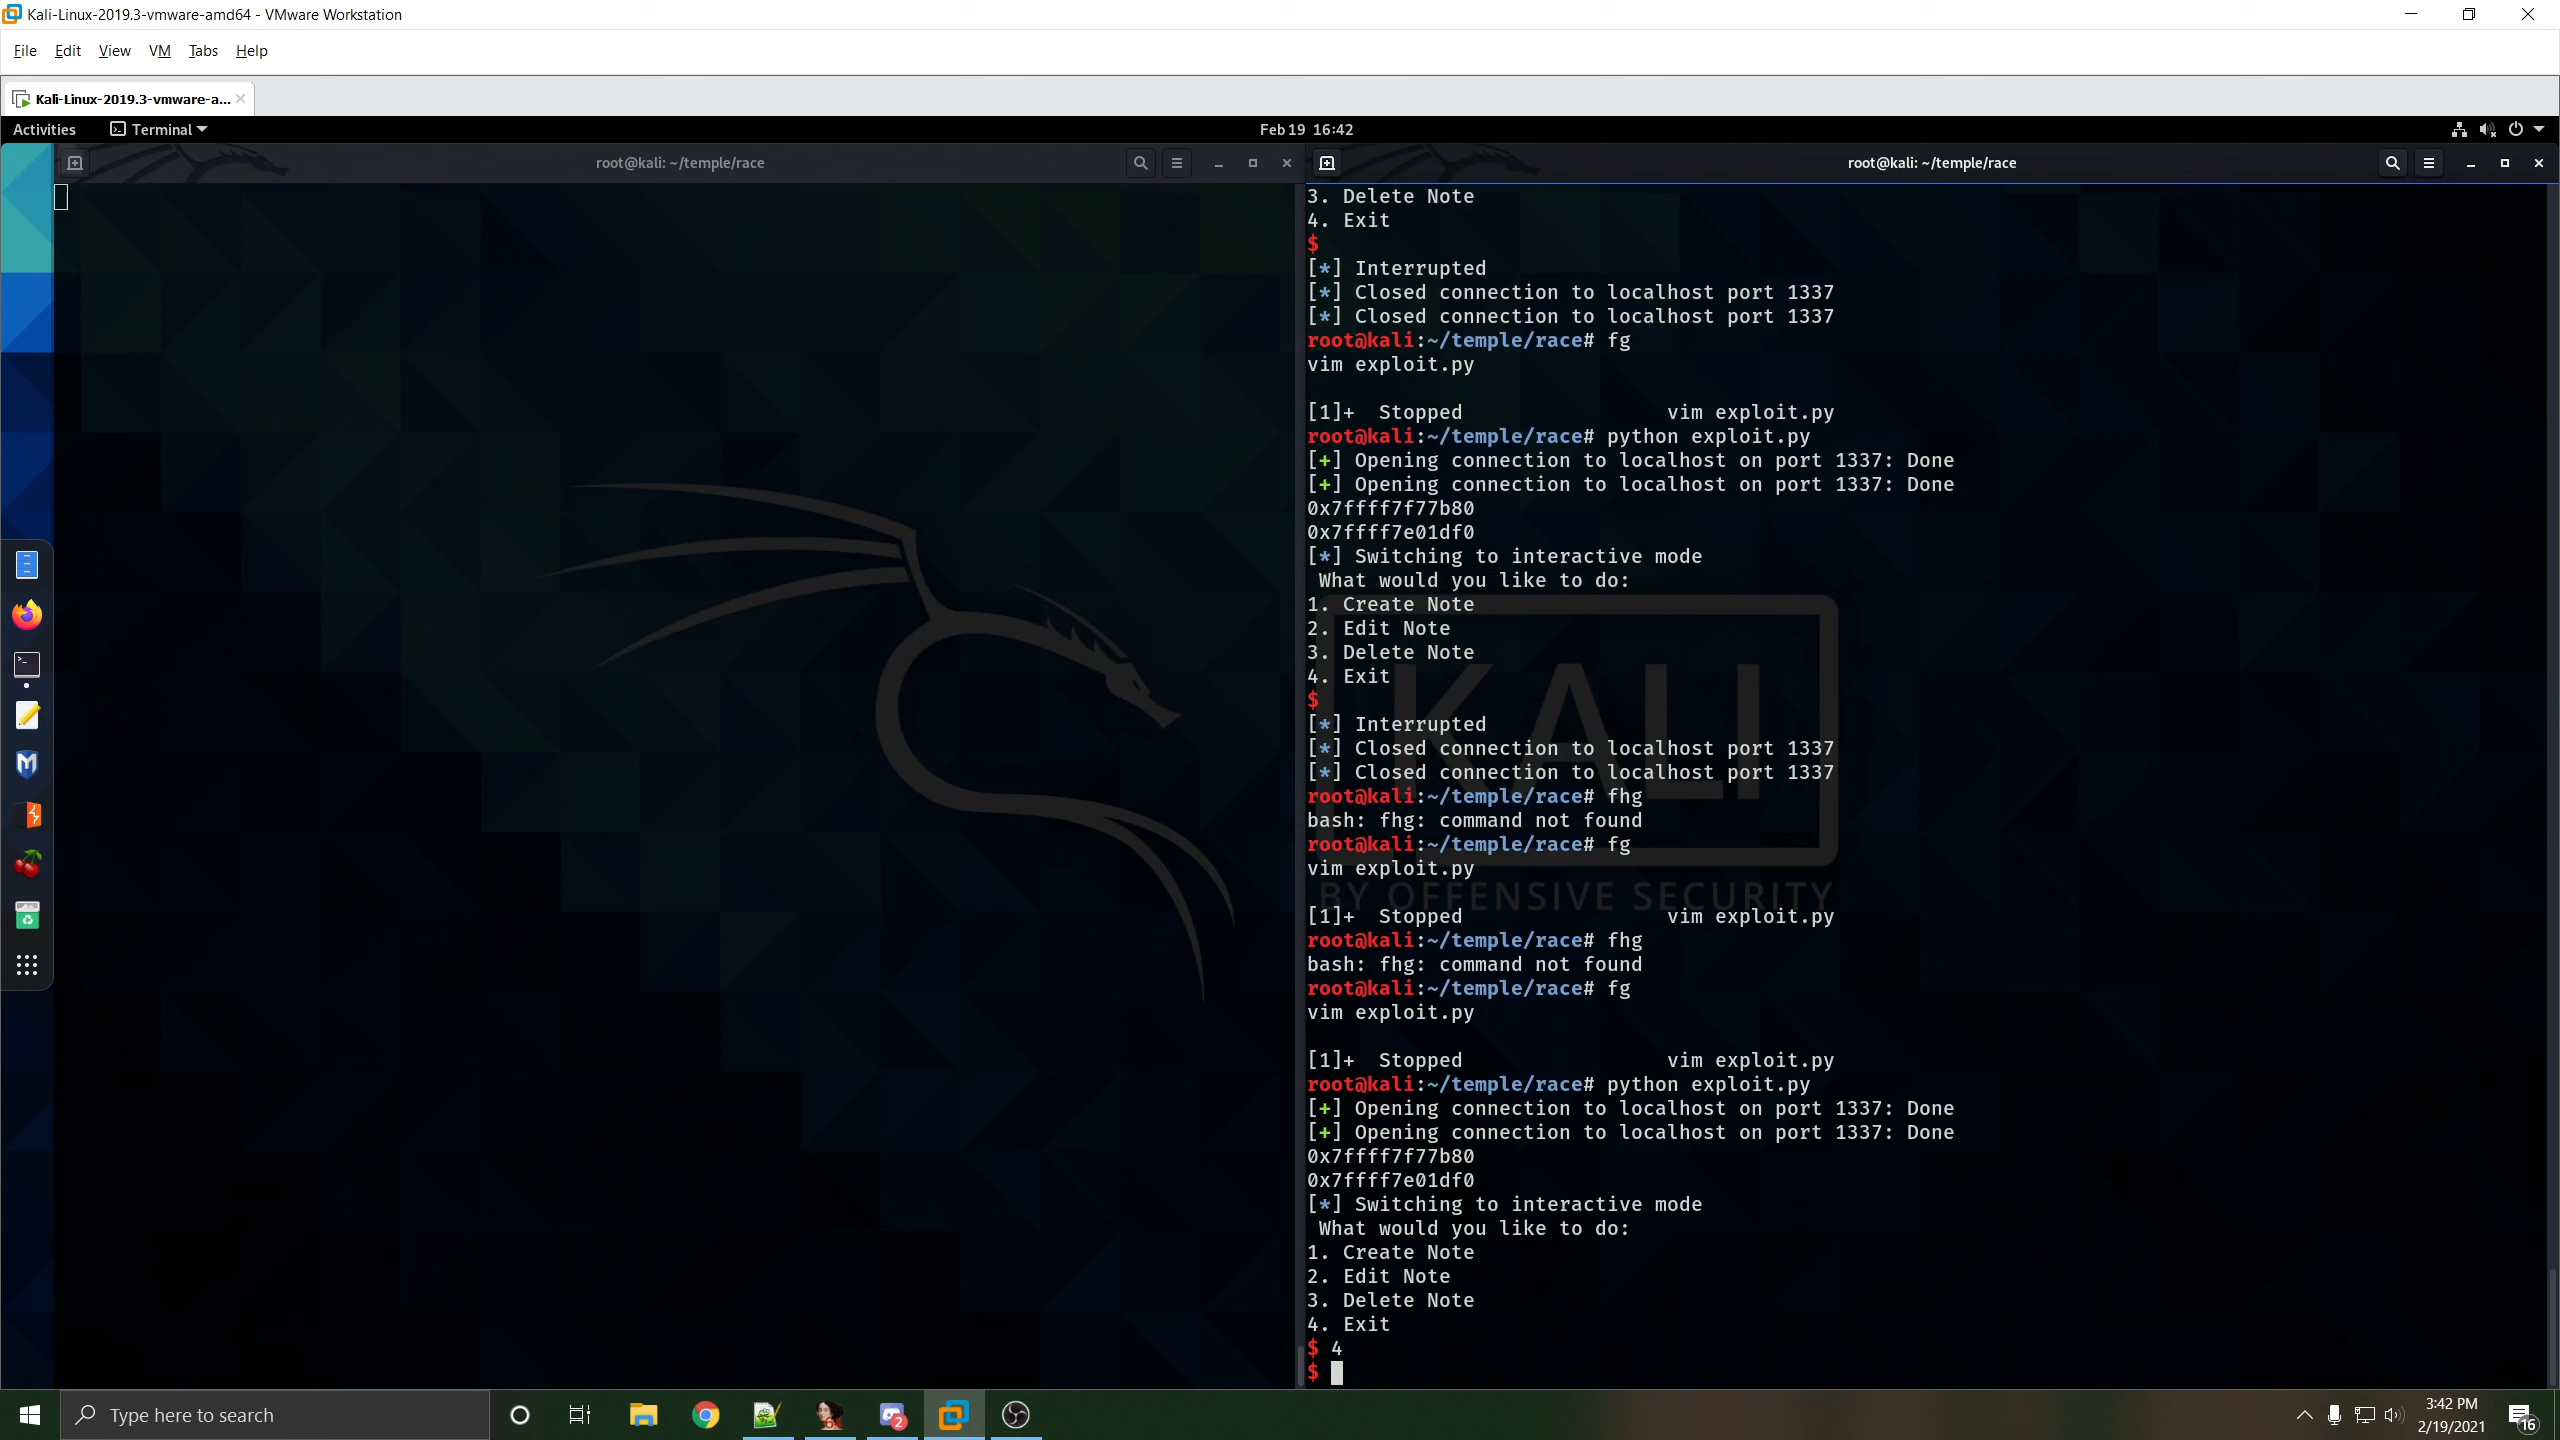 Kali-Linux-2019.3-vmware-amd64 - VMware Workstation
File Edit View VM Tabs Help
Kali-Linux-2019.3-vmware-a...
Activities Terminal Feb 19 16:42
root@kali: ~/temple/race
root@kali: ~/temple/race
3. Delete Note
4. Exit
$
[*] Interrupted
[*] Closed connection to localhost port 1337
[*] Closed connection to localhost port 1337
root@kali:~/temple/race# fg
vim exploit.py
[1]+  Stopped                 vim exploit.py
root@kali:~/temple/race# python exploit.py
[+] Opening connection to localhost on port 1337: Done
[+] Opening connection to localhost on port 1337: Done
0x7ffff7f77b80
0x7ffff7e01df0
[*] Switching to interactive mode
What would you like to do:
1. Create Note
2. Edit Note
3. Delete Note
4. Exit
$
[*] Interrupted
[*] Closed connection to localhost port 1337
[*] Closed connection to localhost port 1337
root@kali:~/temple/race# fhg
bash: fhg: command not found
root@kali:~/temple/race# fg
vim exploit.py
[1]+  Stopped                 vim exploit.py
root@kali:~/temple/race# fhg
bash: fhg: command not found
root@kali:~/temple/race# fg
vim exploit.py
[1]+  Stopped                 vim exploit.py
root@kali:~/temple/race# python exploit.py
[+] Opening connection to localhost on port 1337: Done
[+] Opening connection to localhost on port 1337: Done
0x7ffff7f77b80
0x7ffff7e01df0
[*] Switching to interactive mode
What would you like to do:
1. Create Note
2. Edit Note
3. Delete Note
4. Exit
$ 4
$
KALI
BY OFFENSIVE SECURITY
Type here to search
2
3:42 PM
2/19/2021
16